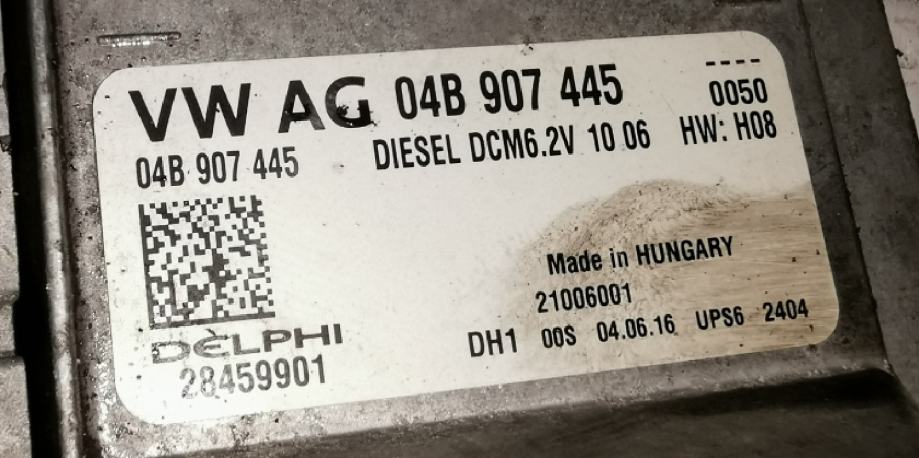 VW AG 04B 907 445
----
0050
04B 907 445 DIESEL DCM6.2V 10 06 HW: H08
Made in HUNGARY
21006001
DELPHI
28459901
DH1 00S 04.06.16 UPS6 2404